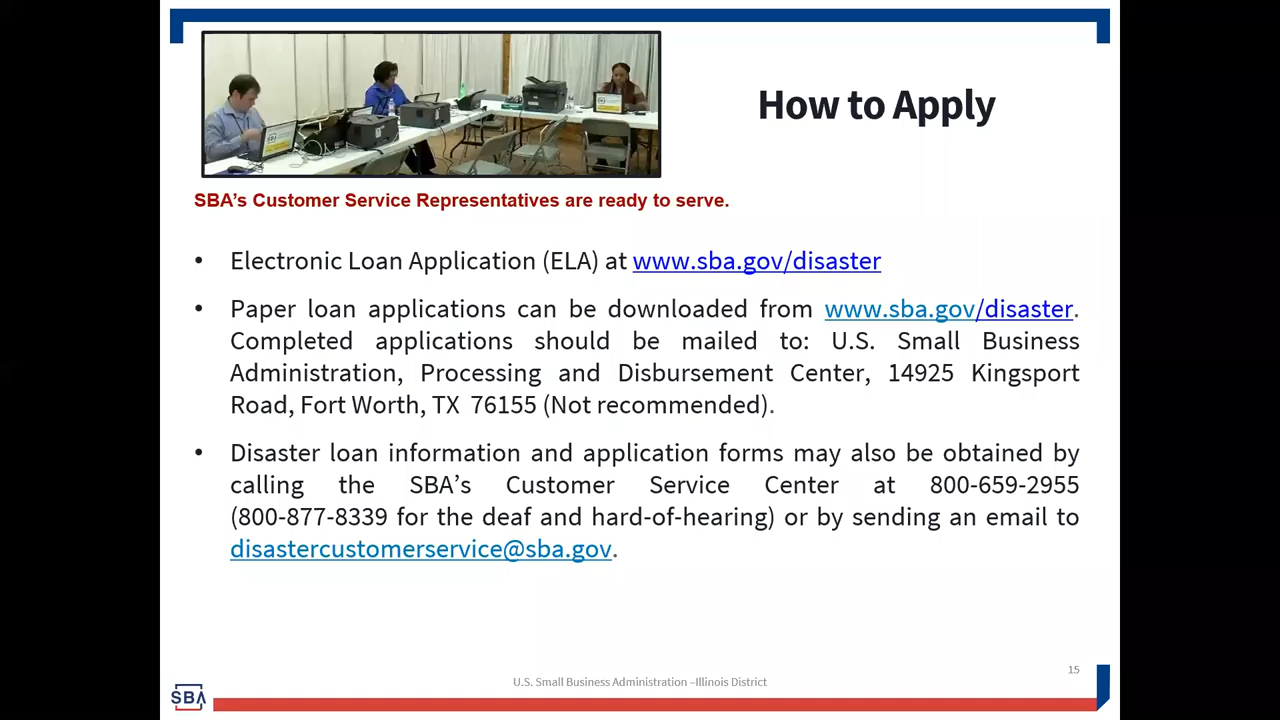 How to Apply
SBA’s Customer Service Representatives are ready to serve.
• Electronic Loan Application (ELA) at www.sba.gov/disaster
• Paper loan applications can be downloaded from www.sba.gov/disaster.
Completed applications should be mailed to: U.S. Small Business
Administration, Processing and Disbursement Center, 14925 Kingsport
Road, Fort Worth, TX 76155 (Not recommended).
• Disaster loan information and application forms may also be obtained by
calling the SBA’s Customer Service Center at 800-659-2955
(800-877-8339 for the deaf and hard-of-hearing) or by sending an email to
disastercustomerservice@sba.gov.
15
U.S. Small Business Administration –Illinois District
SBA